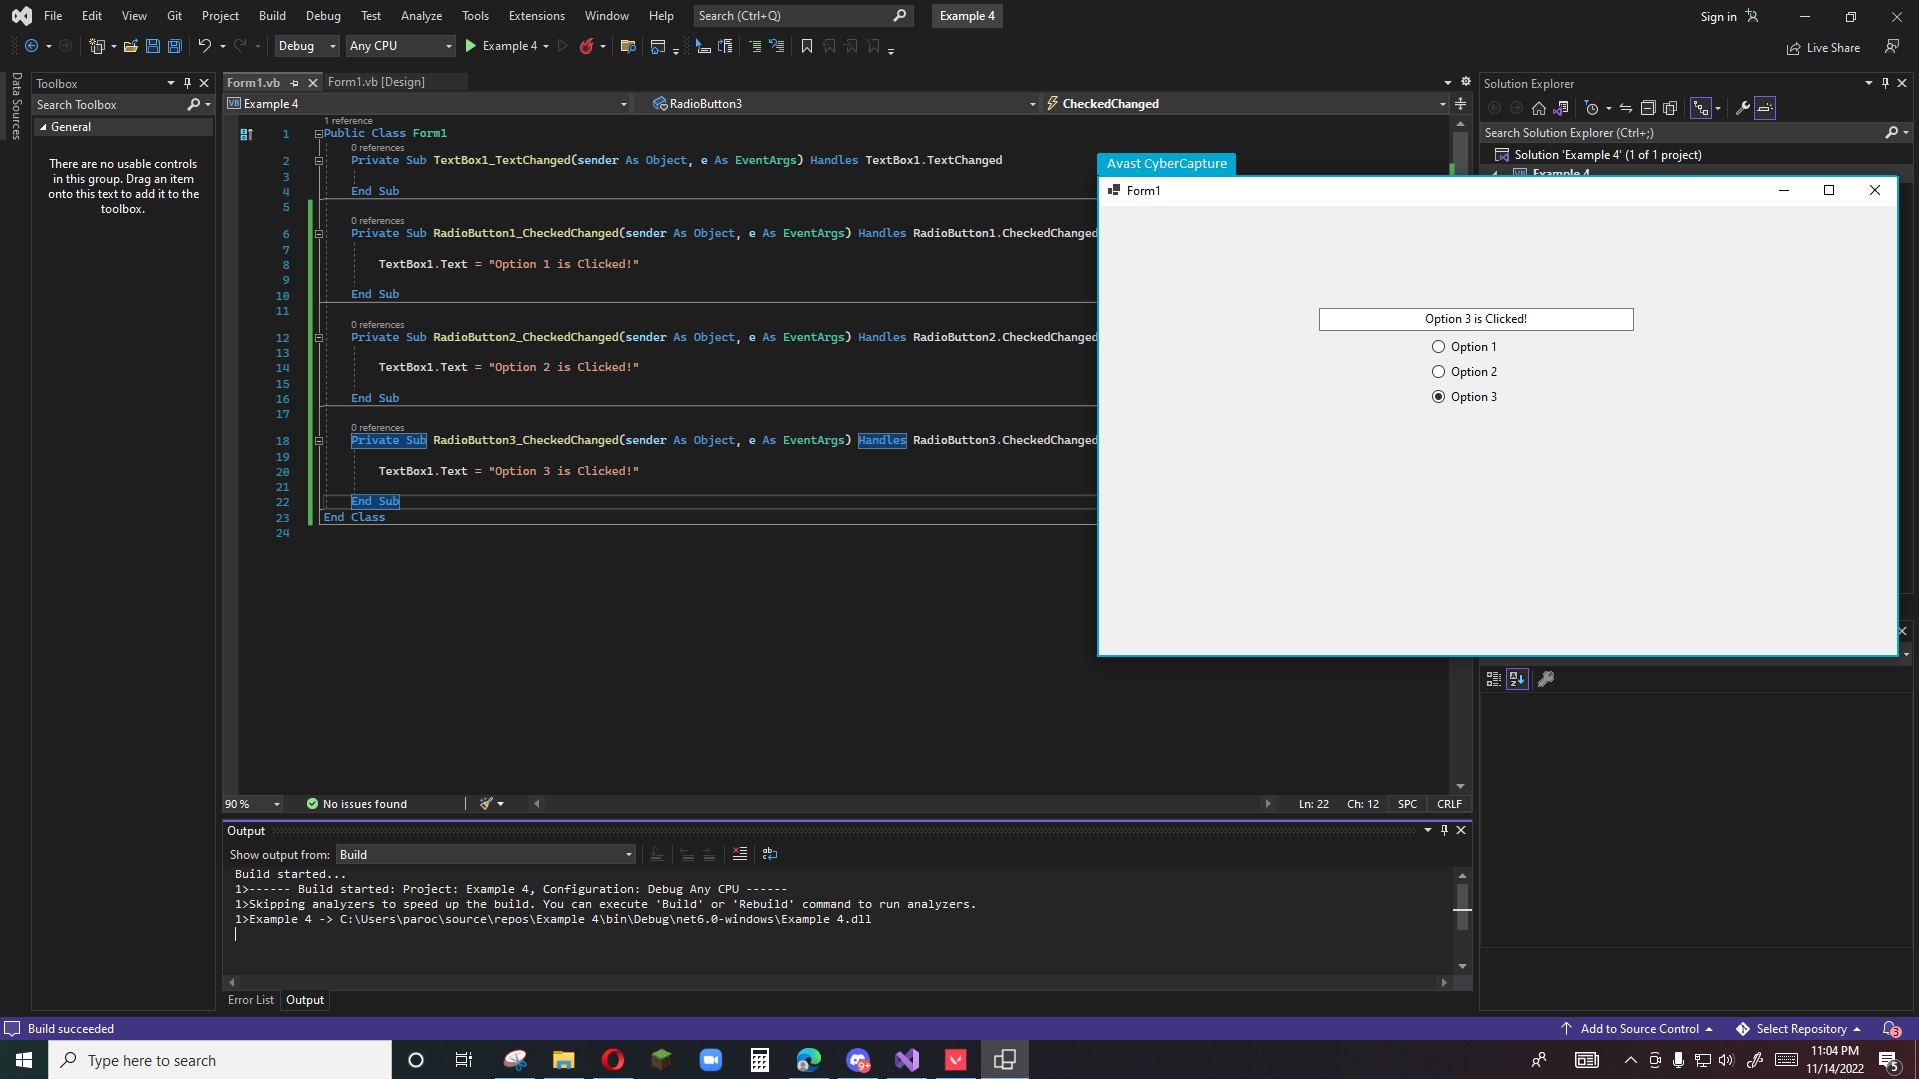 File Edit View Git Project Build Debug Test Analyze Tools Extensions Window Help Search (Ctrl+Q) Example 4 Sign in
Debug Any CPU Example 4 Live Share
Data Sources
Toolbox
Search Toolbox
General
There are no usable controls
in this group. Drag an item
onto this text to add it to the
toolbox.
Form1.vb Form1.vb [Design]
VB Example 4 RadioButton3 CheckedChanged
1 reference
1 Public Class Form1
0 references
2 Private Sub TextBox1_TextChanged(sender As Object, e As EventArgs) Handles TextBox1.TextChanged
3
4 End Sub
5
0 references
6 Private Sub RadioButton1_CheckedChanged(sender As Object, e As EventArgs) Handles RadioButton1.CheckedChanged
7
8 TextBox1.Text = "Option 1 is Clicked!"
9
10 End Sub
11
0 references
12 Private Sub RadioButton2_CheckedChanged(sender As Object, e As EventArgs) Handles RadioButton2.CheckedChanged
13
14 TextBox1.Text = "Option 2 is Clicked!"
15
16 End Sub
17
0 references
18 Private Sub RadioButton3_CheckedChanged(sender As Object, e As EventArgs) Handles RadioButton3.CheckedChanged
19
20 TextBox1.Text = "Option 3 is Clicked!"
21
22 End Sub
23 End Class
24
90 % No issues found Ln: 22 Ch: 12 SPC CRLF
Solution Explorer
Search Solution Explorer (Ctrl+;)
Solution 'Example 4' (1 of 1 project)
VB Example 4
Avast CyberCapture
Form1
Option 3 is Clicked!
Option 1
Option 2
Option 3
Output
Show output from: Build
Build started...
1>------ Build started: Project: Example 4, Configuration: Debug Any CPU ------
1>Skipping analyzers to speed up the build. You can execute 'Build' or 'Rebuild' command to run analyzers.
1>Example 4 -> C:\Users\paroc\source\repos\Example 4\bin\Debug\net6.0-windows\Example 4.dll
Error List Output
Build succeeded Add to Source Control Select Repository 3
Type here to search 9+ 11:04 PM
11/14/2022 5